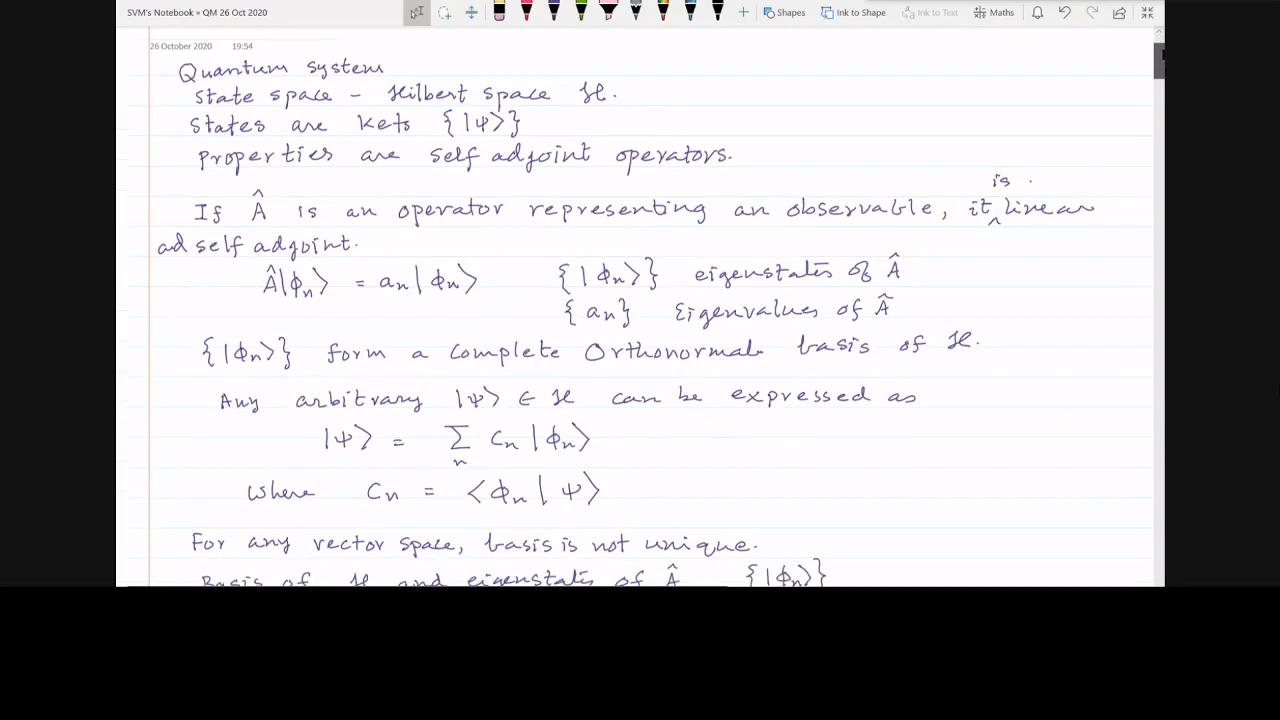 SVM's Notebook » QM 26 Oct 2020
Shapes Ink to Shape Ink to Text Maths
26 October 2020 19:54
Quantum system
State space - Hilbert space ℋ.
States are kets {|ψ⟩}
Properties are self adjoint operators.
If Â is an operator representing an observable, it ^is linear
ad self adjoint.
Â|ϕn⟩ = an|ϕn⟩ {|ϕn⟩} eigenstates of Â
{an} Eigenvalues of Â
{|ϕn⟩} form a complete Orthonormal basis of ℋ.
Any arbitrary |ψ⟩ ∈ ℋ can be expressed as
|ψ⟩ = Σn cn |ϕn⟩
where cn = ⟨ϕn|ψ⟩
For any vector space, basis is not unique.
Basis of ℋ and eigenstates of Â {|ϕn⟩}